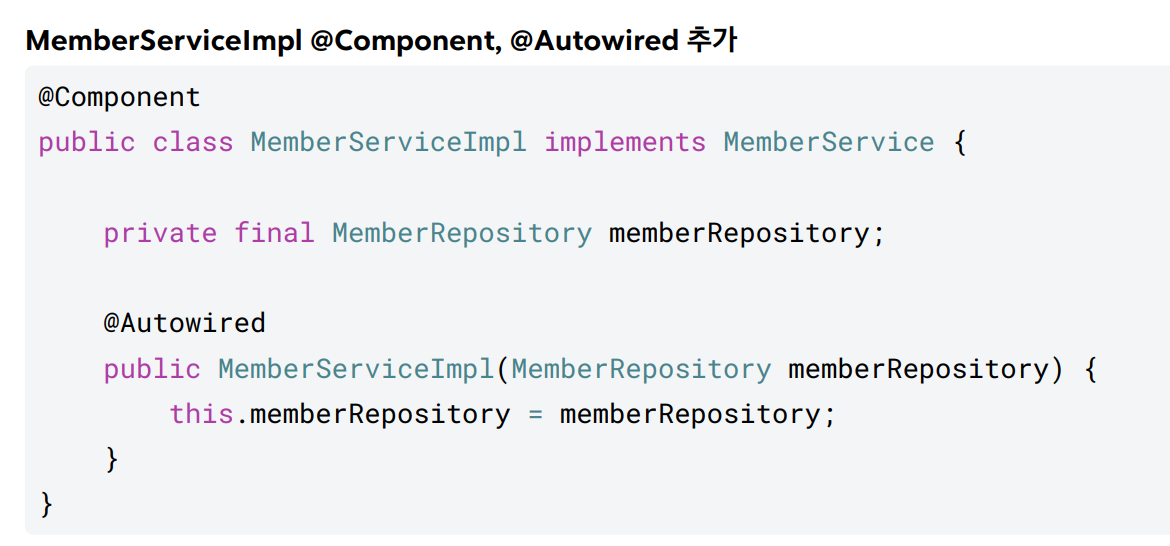 MemberServiceImpl @Component, @Autowired 추가
@Component
public class MemberServiceImpl implements MemberService {
    private final MemberRepository memberRepository;
    @Autowired
    public MemberServiceImpl(MemberRepository memberRepository) {
        this.memberRepository = memberRepository;
    }
}